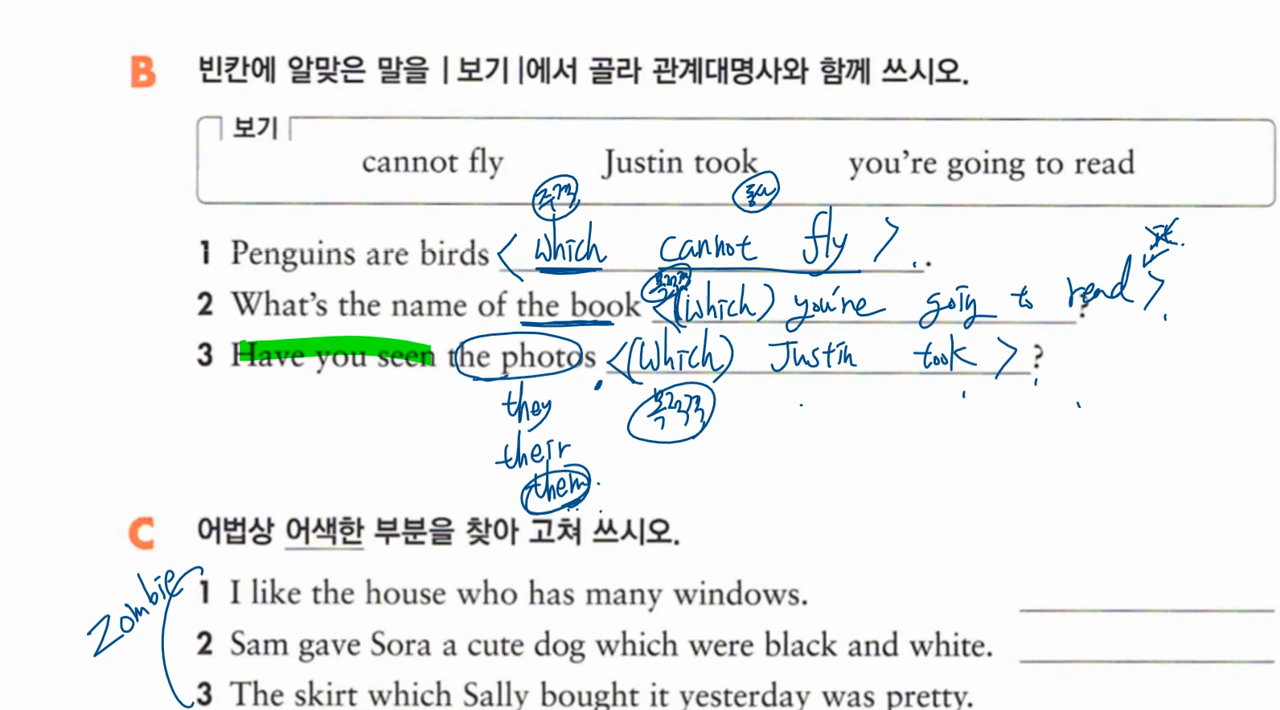 B 빈칸에 알맞은 말을 | 보기 |에서 골라 관계대명사와 함께 쓰시오.
보기
cannot fly Justin took you're going to read
주격 동사
1 Penguins are birds < which cannot fly > .
목적격
2 What's the name of the book <(which) you're going to read > ?
3 Have you seen the photos <(which) Justin took > ?
they 목적격
their
them
C 어법상 어색한 부분을 찾아 고쳐 쓰시오.
Zombie
1 I like the house who has many windows.
2 Sam gave Sora a cute dog which were black and white.
3 The skirt which Sally bought it yesterday was pretty.